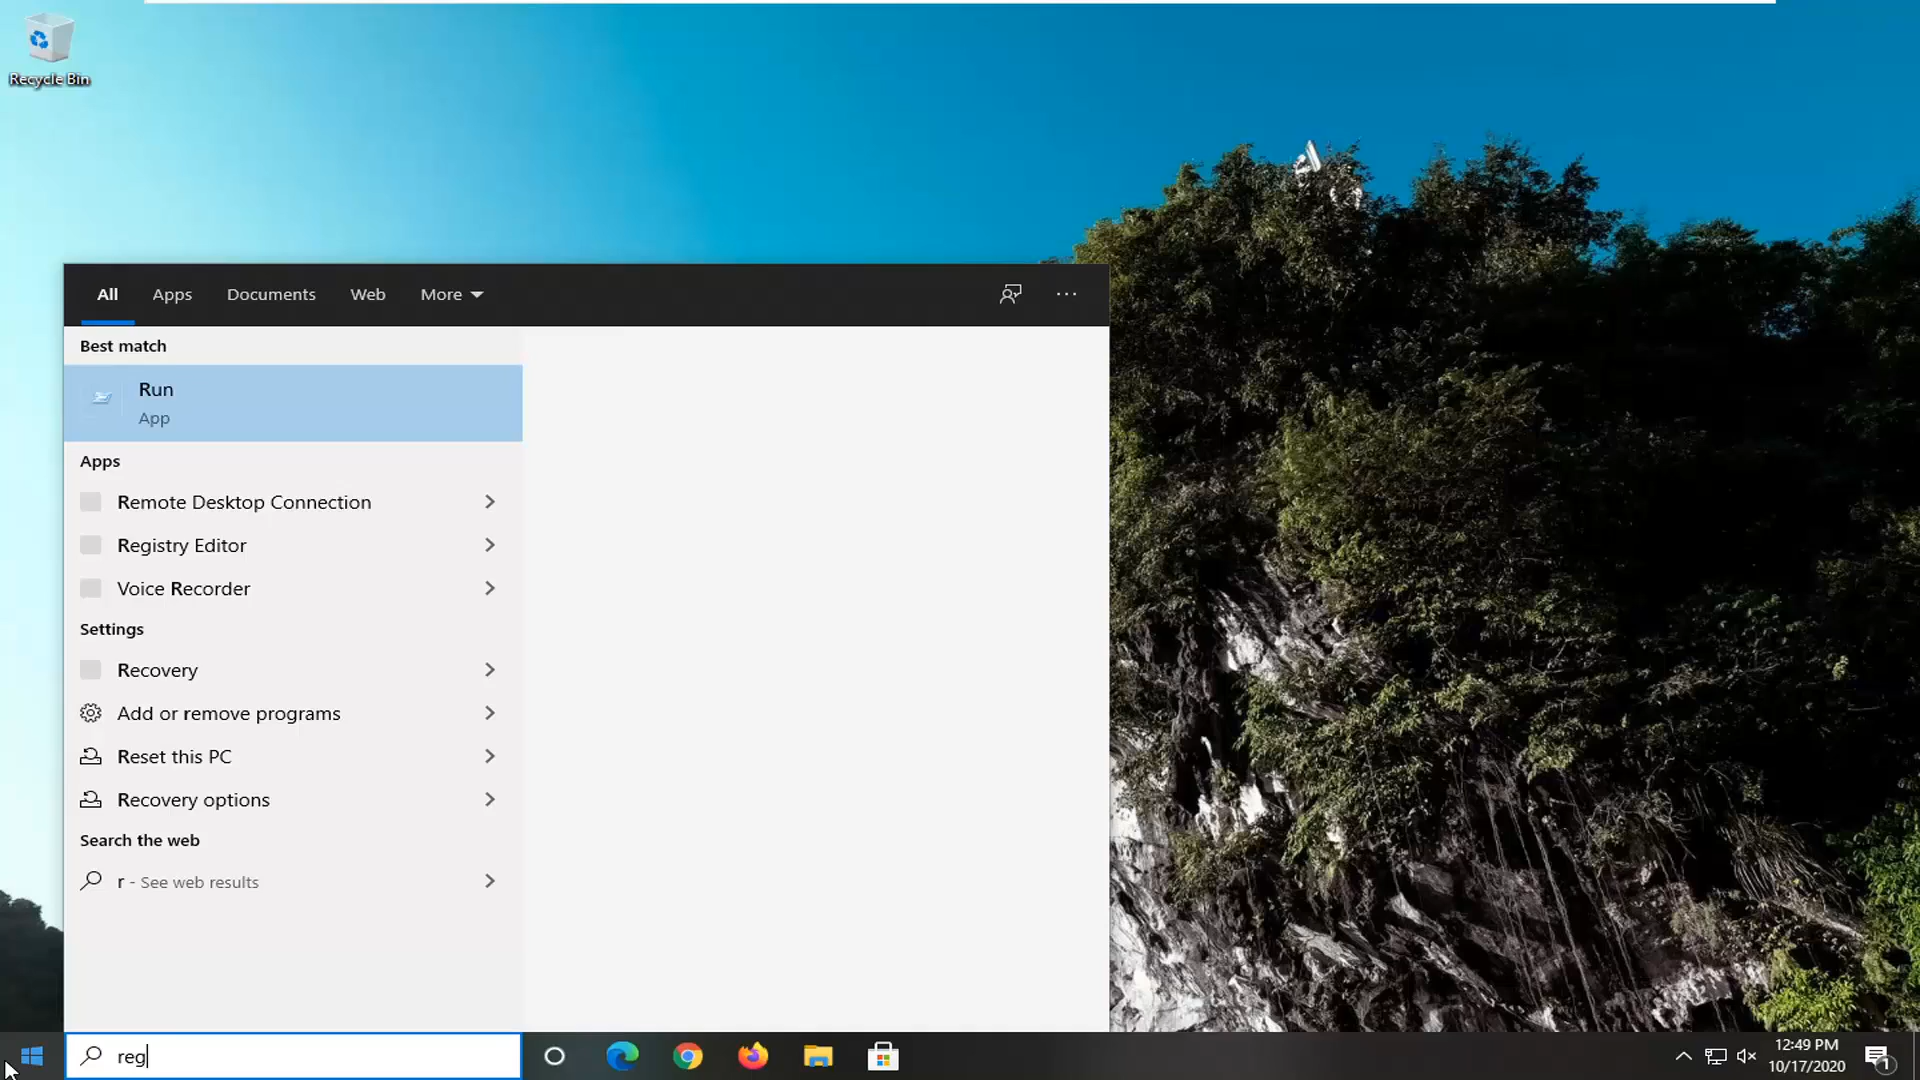 Recycle Bin
All Apps Documents Web More
Best match
Run
App
Apps
Remote Desktop Connection
Registry Editor
Voice Recorder
Settings
Recovery
Add or remove programs
Reset this PC
Recovery options
Search the web
r - See web results
reg
12:49 PM
10/17/2020
1